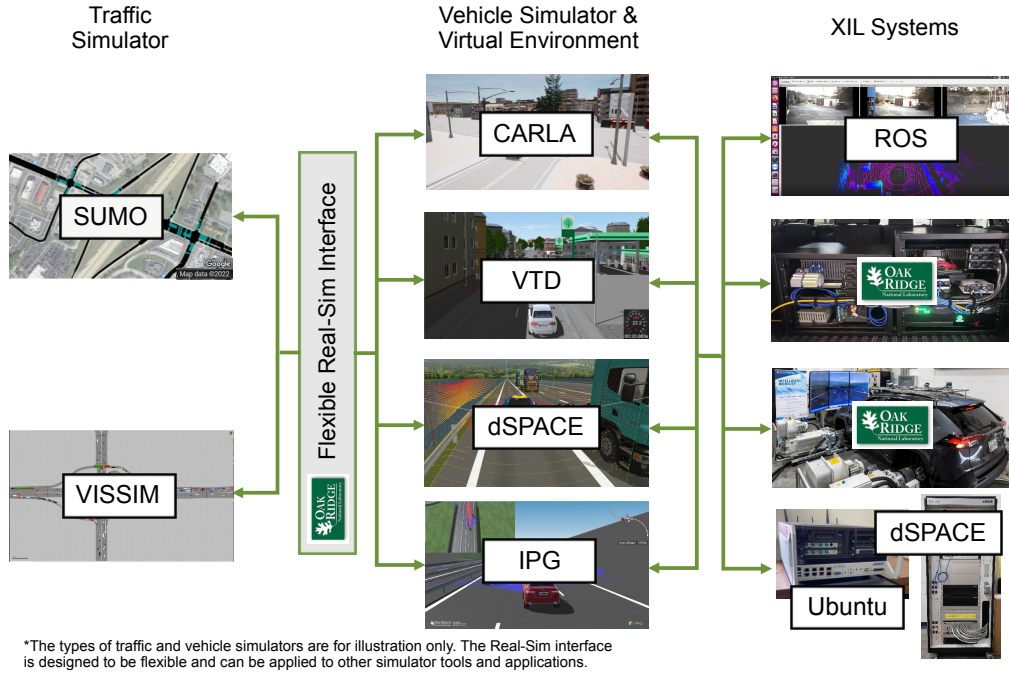 Traffic
Simulator
Vehicle Simulator &
Virtual Environment
XIL Systems
SUMO
Google
Map data ©2022
VISSIM
Flexible Real-Sim Interface
OAK
RIDGE
National Laboratory
CARLA
VTD
dSPACE
IPG
ROS
OAK
RIDGE
National Laboratory
OAK
RIDGE
National Laboratory
dSPACE
Ubuntu
*The types of traffic and vehicle simulators are for illustration only. The Real-Sim interface
is designed to be flexible and can be applied to other simulator tools and applications.